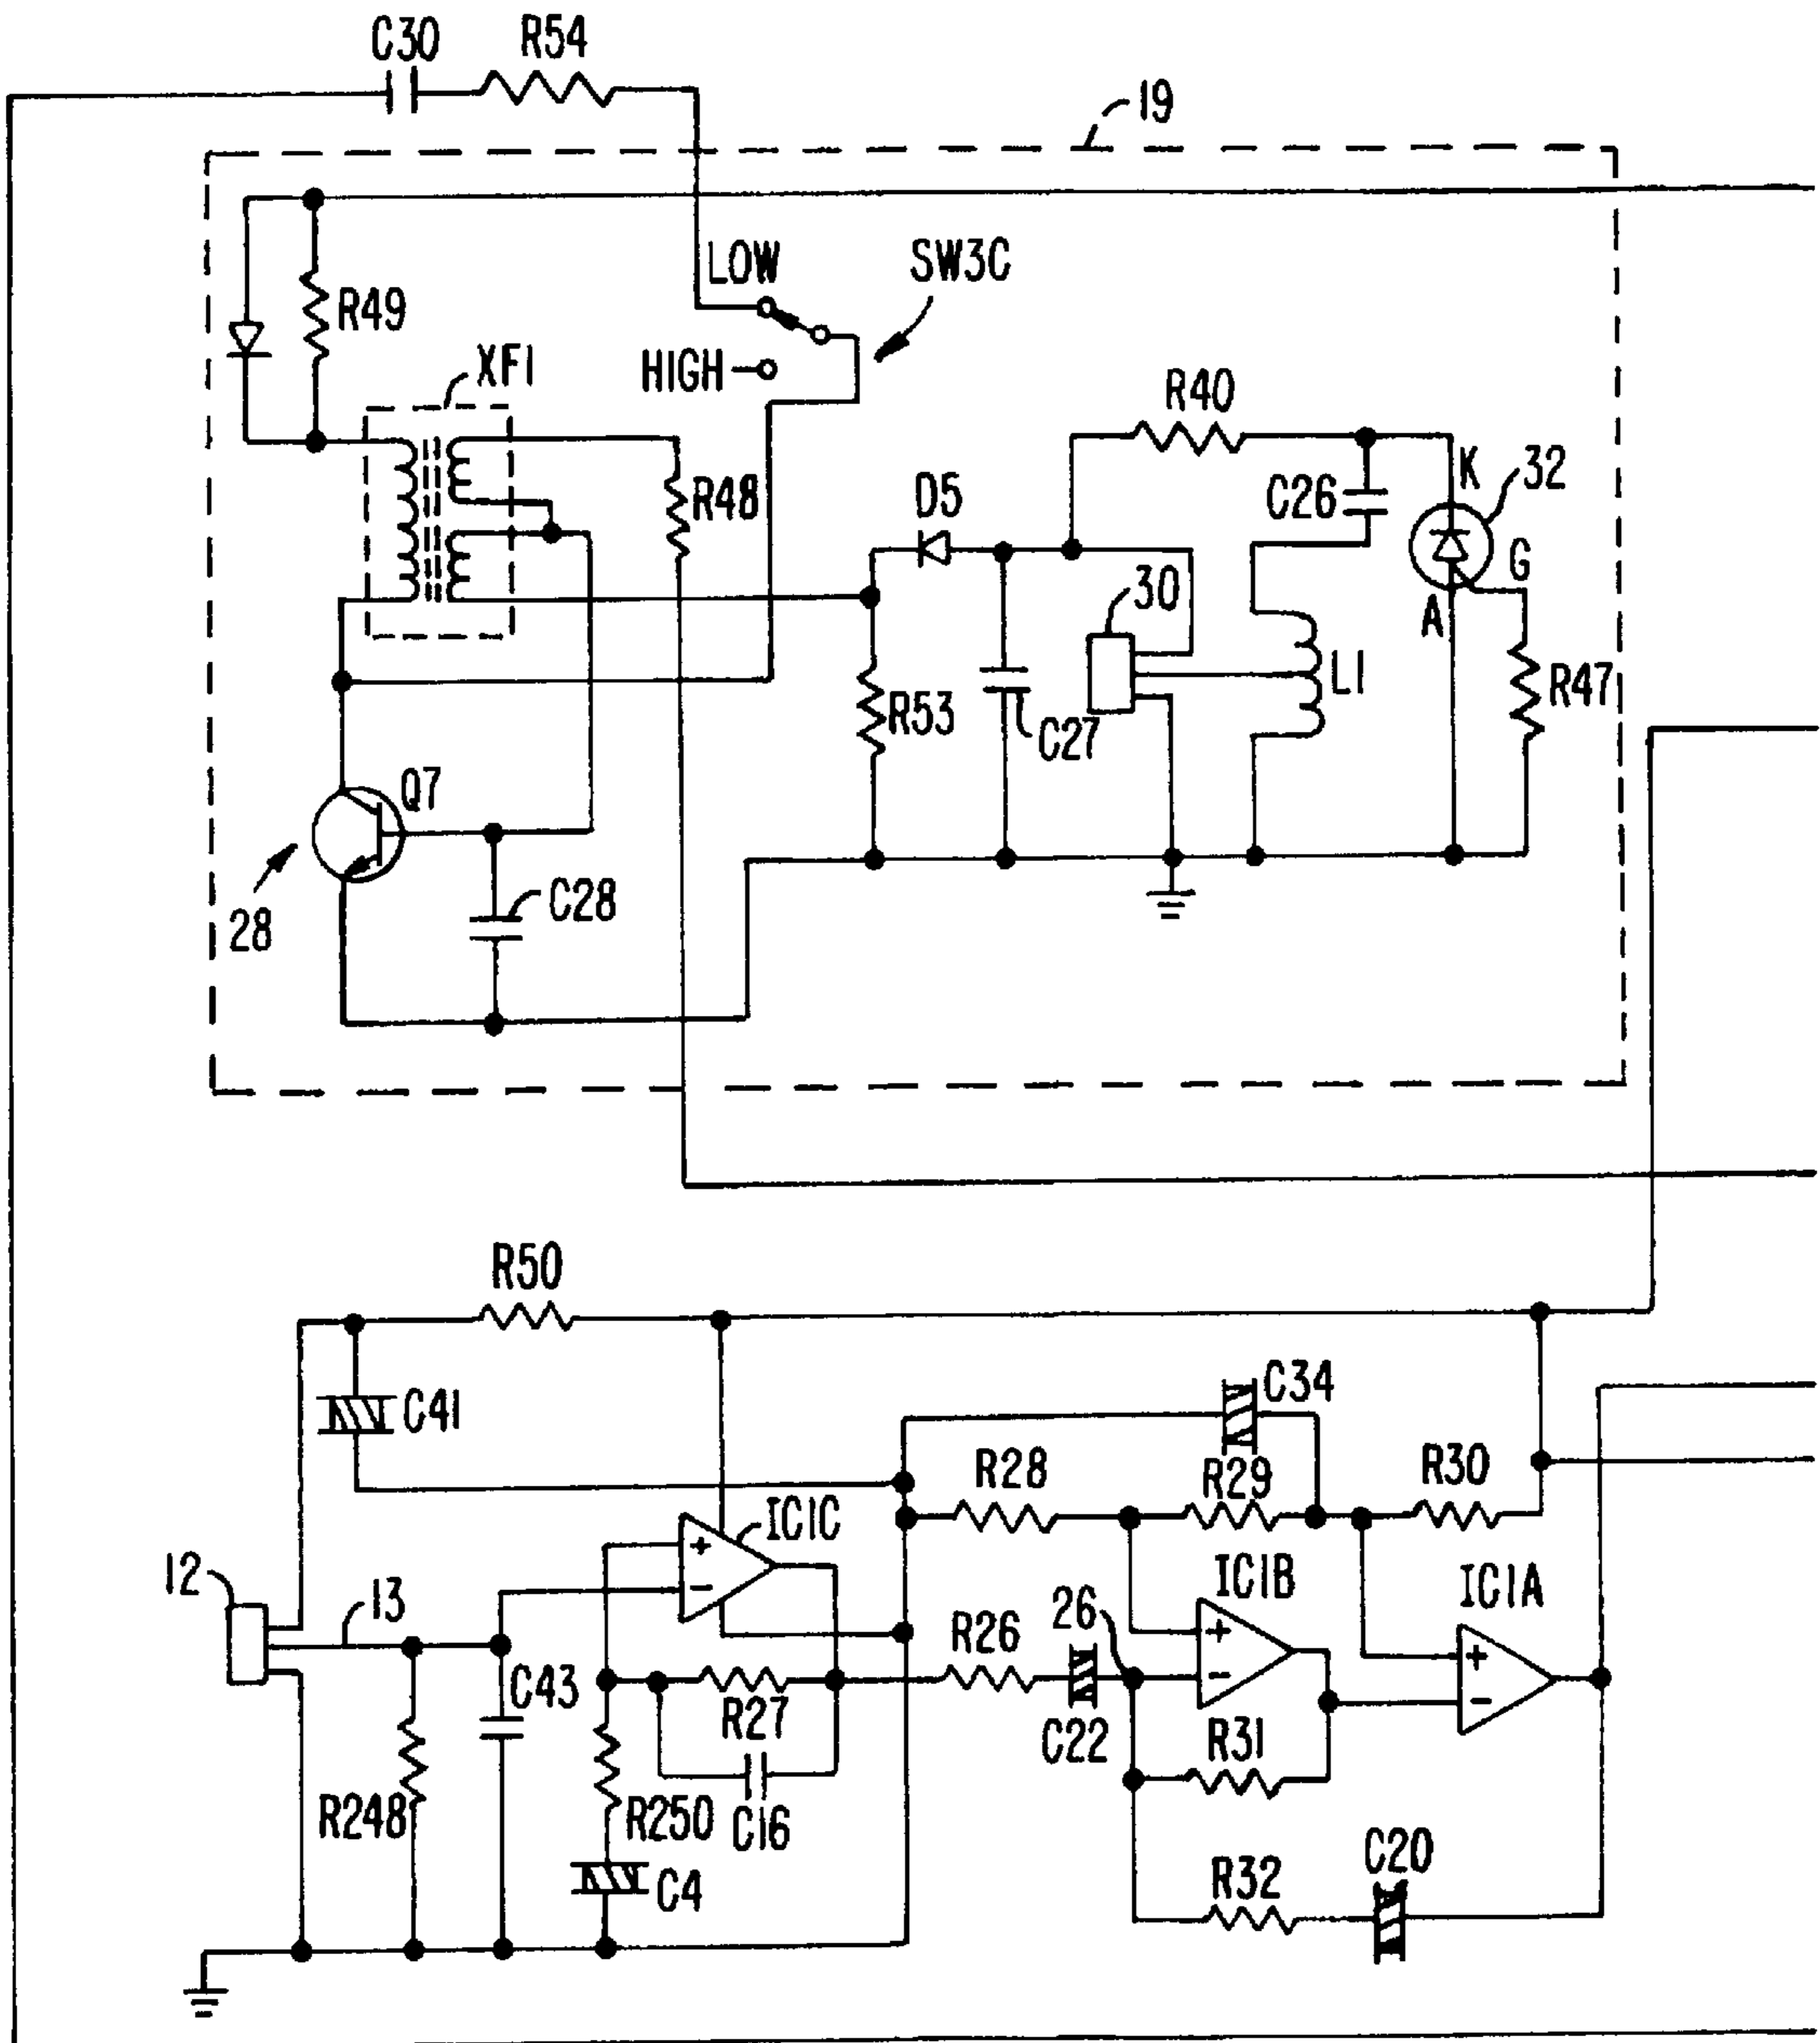 C30
R54
19
LOW
SW3C
R49
HIGH
XF1
R40
K
32
R48
D5
C26
G
30
A
R53
C27
L1
R47
Q7
28
C28
R50
C41
C34
R28
R29
R30
IC1C
+
-
12
13
IC1B
IC1A
26
R26
+
-
+
-
C43
R27
C22
R31
R248
R250
C16
C4
R32
C20